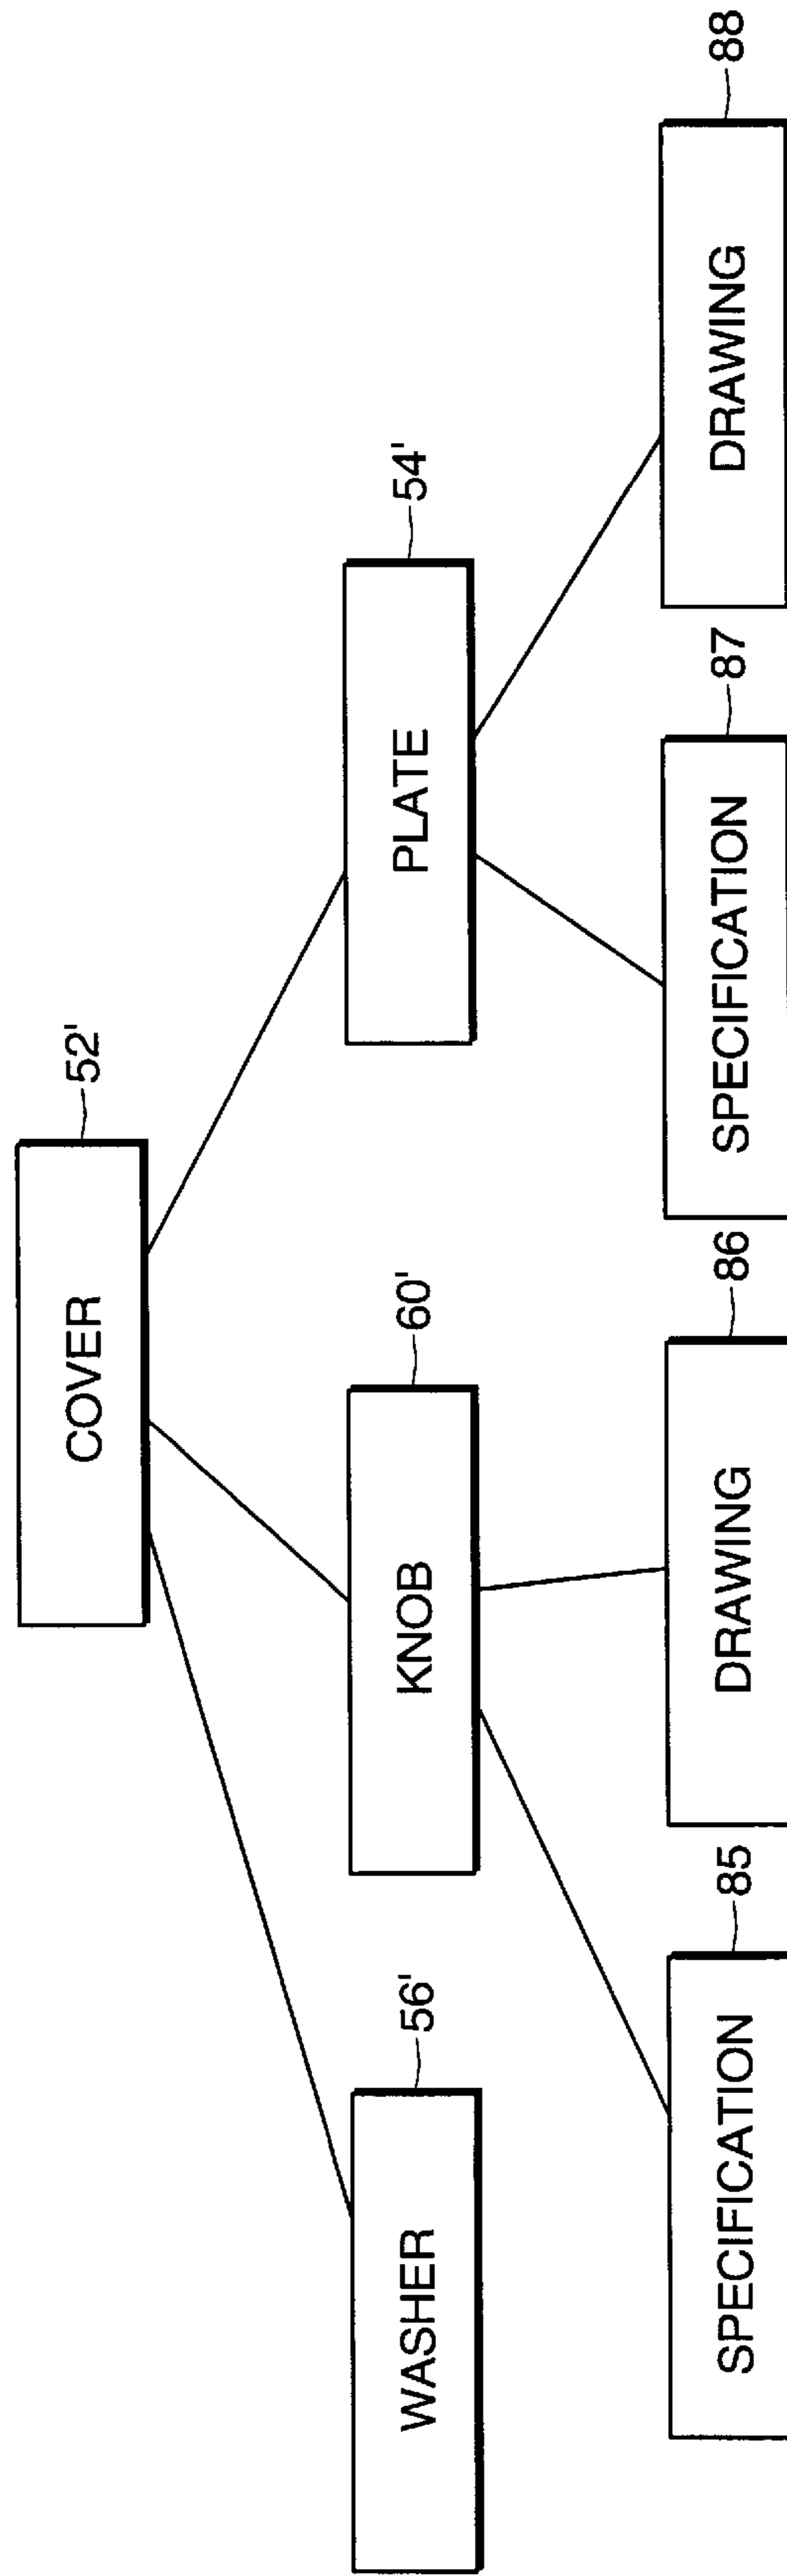 COVER
52'
WASHER
56'
KNOB
60'
PLATE
54'
SPECIFICATION
85
DRAWING
86
SPECIFICATION
87
DRAWING
88